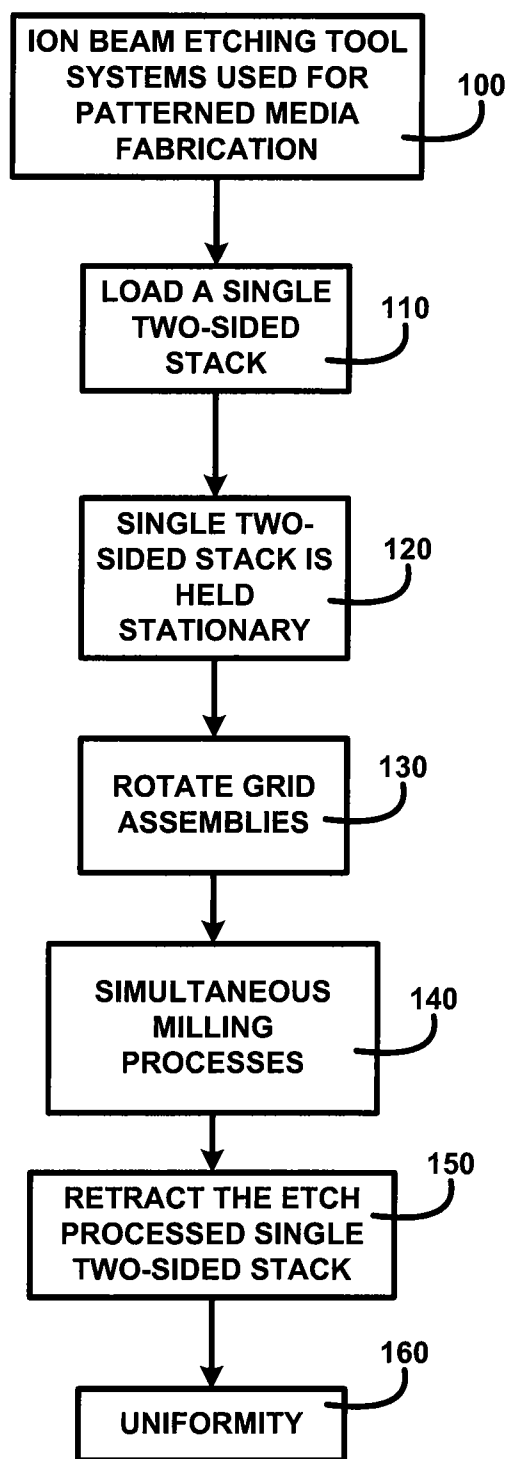 ION BEAM ETCHING TOOL
SYSTEMS USED FOR
PATTERNED MEDIA
FABRICATION
100
LOAD A SINGLE
TWO-SIDED
STACK
110
SINGLE TWO-
SIDED STACK IS
HELD
STATIONARY
120
ROTATE GRID
ASSEMBLIES
130
SIMULTANEOUS
MILLING
PROCESSES
140
RETRACT THE ETCH
PROCESSED SINGLE
TWO-SIDED STACK
150
UNIFORMITY
160